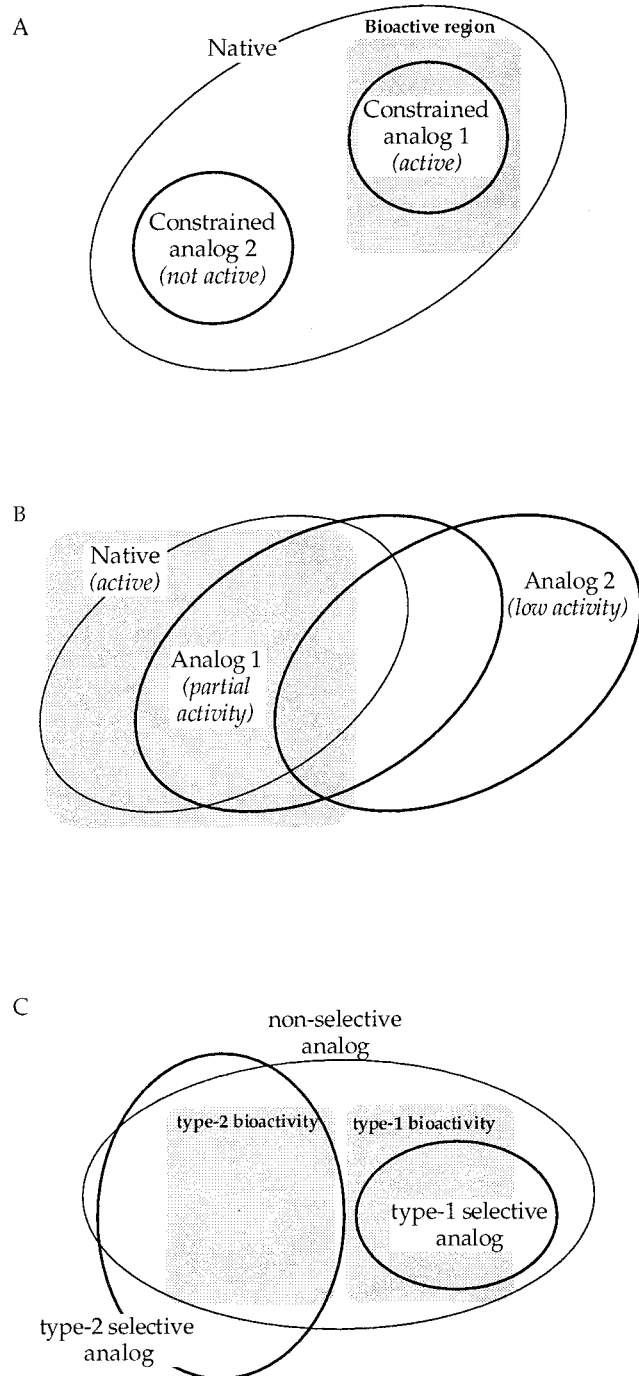 A
Bioactive region
Native
Constrained
analog 1
(active)
Constrained
analog 2
(not active)
B
Native
(active)
Analog 2
(low activity)
Analog 1
(partial
activity)
C
non-selective
analog
type-2 bioactivity
type-1 bioactivity
type-1 selective
analog
type-2 selective
analog